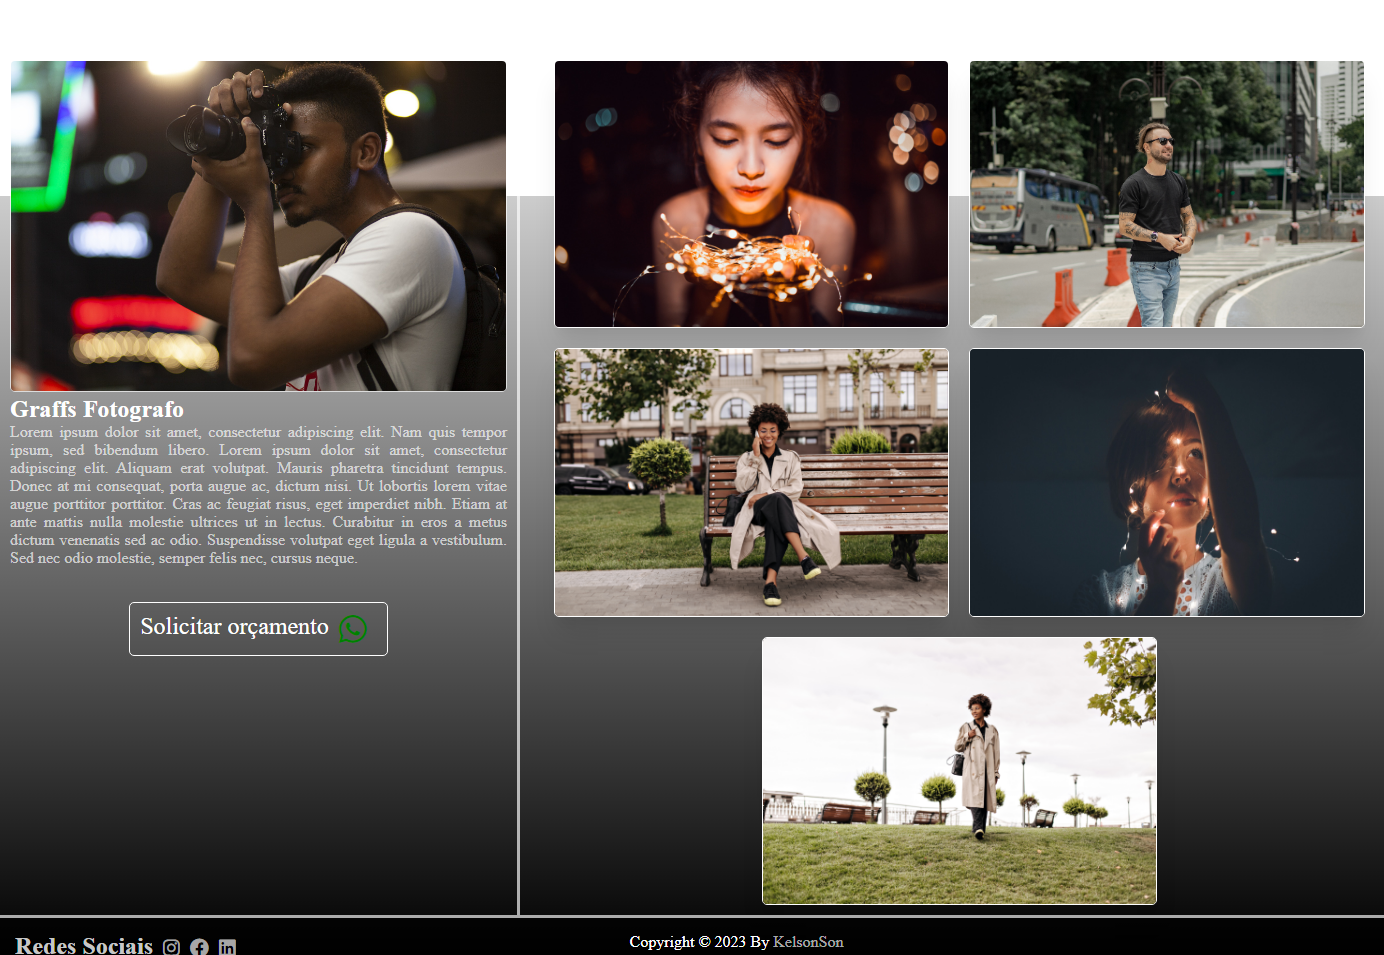 Graffs Fotografo
Lorem ipsum dolor sit amet, consectetur adipiscing elit. Nam quis tempor
ipsum, sed bibendum libero. Lorem ipsum dolor sit amet, consectetur
adipiscing elit. Aliquam erat volutpat. Mauris pharetra tincidunt tempus.
Donec at mi consequat, porta augue ac, dictum nisi. Ut lobortis lorem vitae
augue porttitor porttitor. Cras ac feugiat risus, eget imperdiet nibh. Etiam at
ante mattis nulla molestie ultrices ut in lectus. Curabitur in eros a metus
dictum venenatis sed ac odio. Suspendisse volutpat eget ligula a vestibulum.
Sed nec odio molestie, semper felis nec, cursus neque.
Solicitar orçamento
Redes Sociais
Copyright © 2023 By KelsonSon